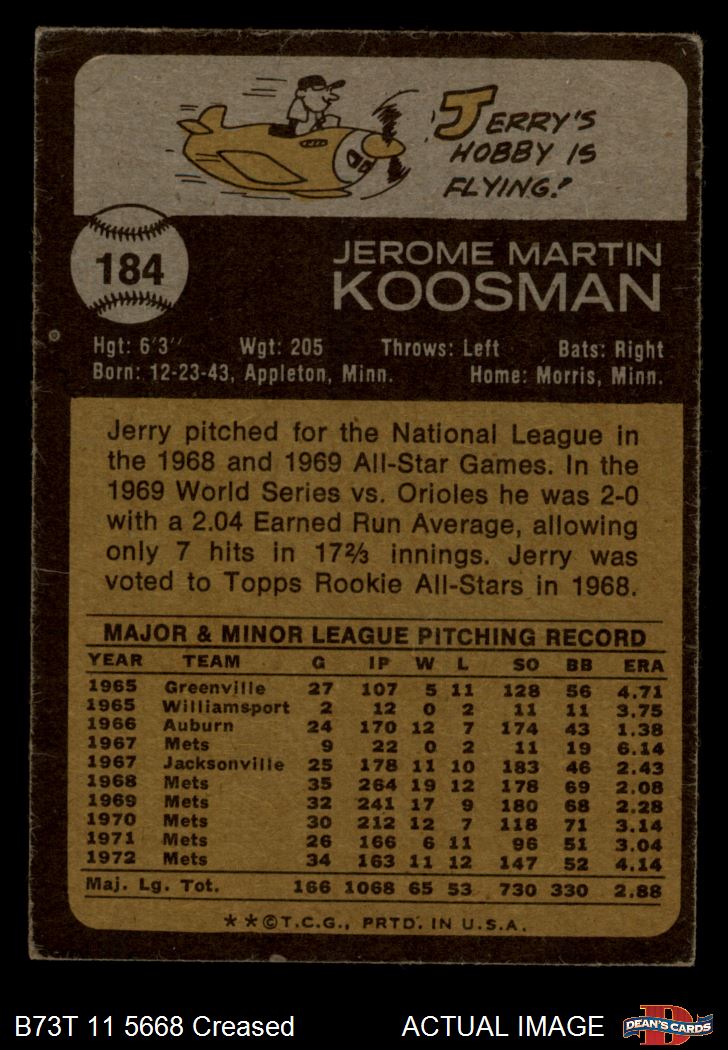 JERRY'S
HOBBY IS
FLYING!
184
JEROME MARTIN
KOOSMAN
Hgt: 6'3" Wgt: 205 Throws: Left Bats: Right
Born: 12-23-43, Appleton, Minn. Home: Morris, Minn.
Jerry pitched for the National League in
the 1968 and 1969 All-Star Games. In the
1969 World Series vs. Orioles he was 2-0
with a 2.04 Earned Run Average, allowing
only 7 hits in 17⅔ innings. Jerry was
voted to Topps Rookie All-Stars in 1968.
MAJOR & MINOR LEAGUE PITCHING RECORD
YEAR TEAM G IP W L SO BB ERA
1965 Greenville 27 107 5 11 128 56 4.71
1965 Williamsport 2 12 0 2 11 11 3.75
1966 Auburn 24 170 12 7 174 43 1.38
1967 Mets 9 22 0 2 11 19 6.14
1967 Jacksonville 25 178 11 10 183 46 2.43
1968 Mets 35 264 19 12 178 69 2.08
1969 Mets 32 241 17 9 180 68 2.28
1970 Mets 30 212 12 7 118 71 3.14
1971 Mets 26 166 6 11 96 51 3.04
1972 Mets 34 163 11 12 147 52 4.14
Maj. Lg. Tot. 166 1068 65 53 730 330 2.88
**©T.C.G., PRTD. IN U.S.A.
B73T 11 5668 Creased ACTUAL IMAGE
DEAN'S CARDS